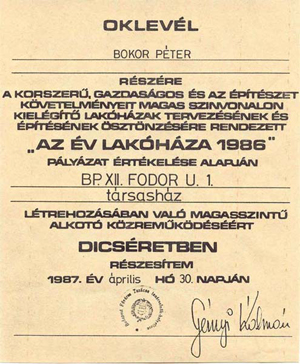 OKLEVÉL
BOKOR PÉTER
RÉSZÉRE
A KORSZERŰ, GAZDASÁGOS ÉS AZ ÉPÍTÉSZET
KÖVETELMÉNYEIT MAGAS SZINVONALON
KIELÉGÍTŐ LAKÓHÁZAK TERVEZÉSÉNEK ÉS
ÉPÍTÉSÉNEK ÖSZTÖNZÉSÉRE RENDEZETT
„AZ ÉV LAKÓHÁZA 1986"
PÁLYÁZAT ÉRTÉKELÉSE ALAPJÁN
BP. XII. FODOR U. 1.
társasház
LÉTREHOZÁSÁBAN VALÓ MAGASSZINTŰ
ALKOTÓ KÖZREMŰKÖDÉSÉÉRT
DICSÉRETBEN
RÉSZESÍTEM
1987. ÉV április HÓ 30. NAPJÁN
Kálmán